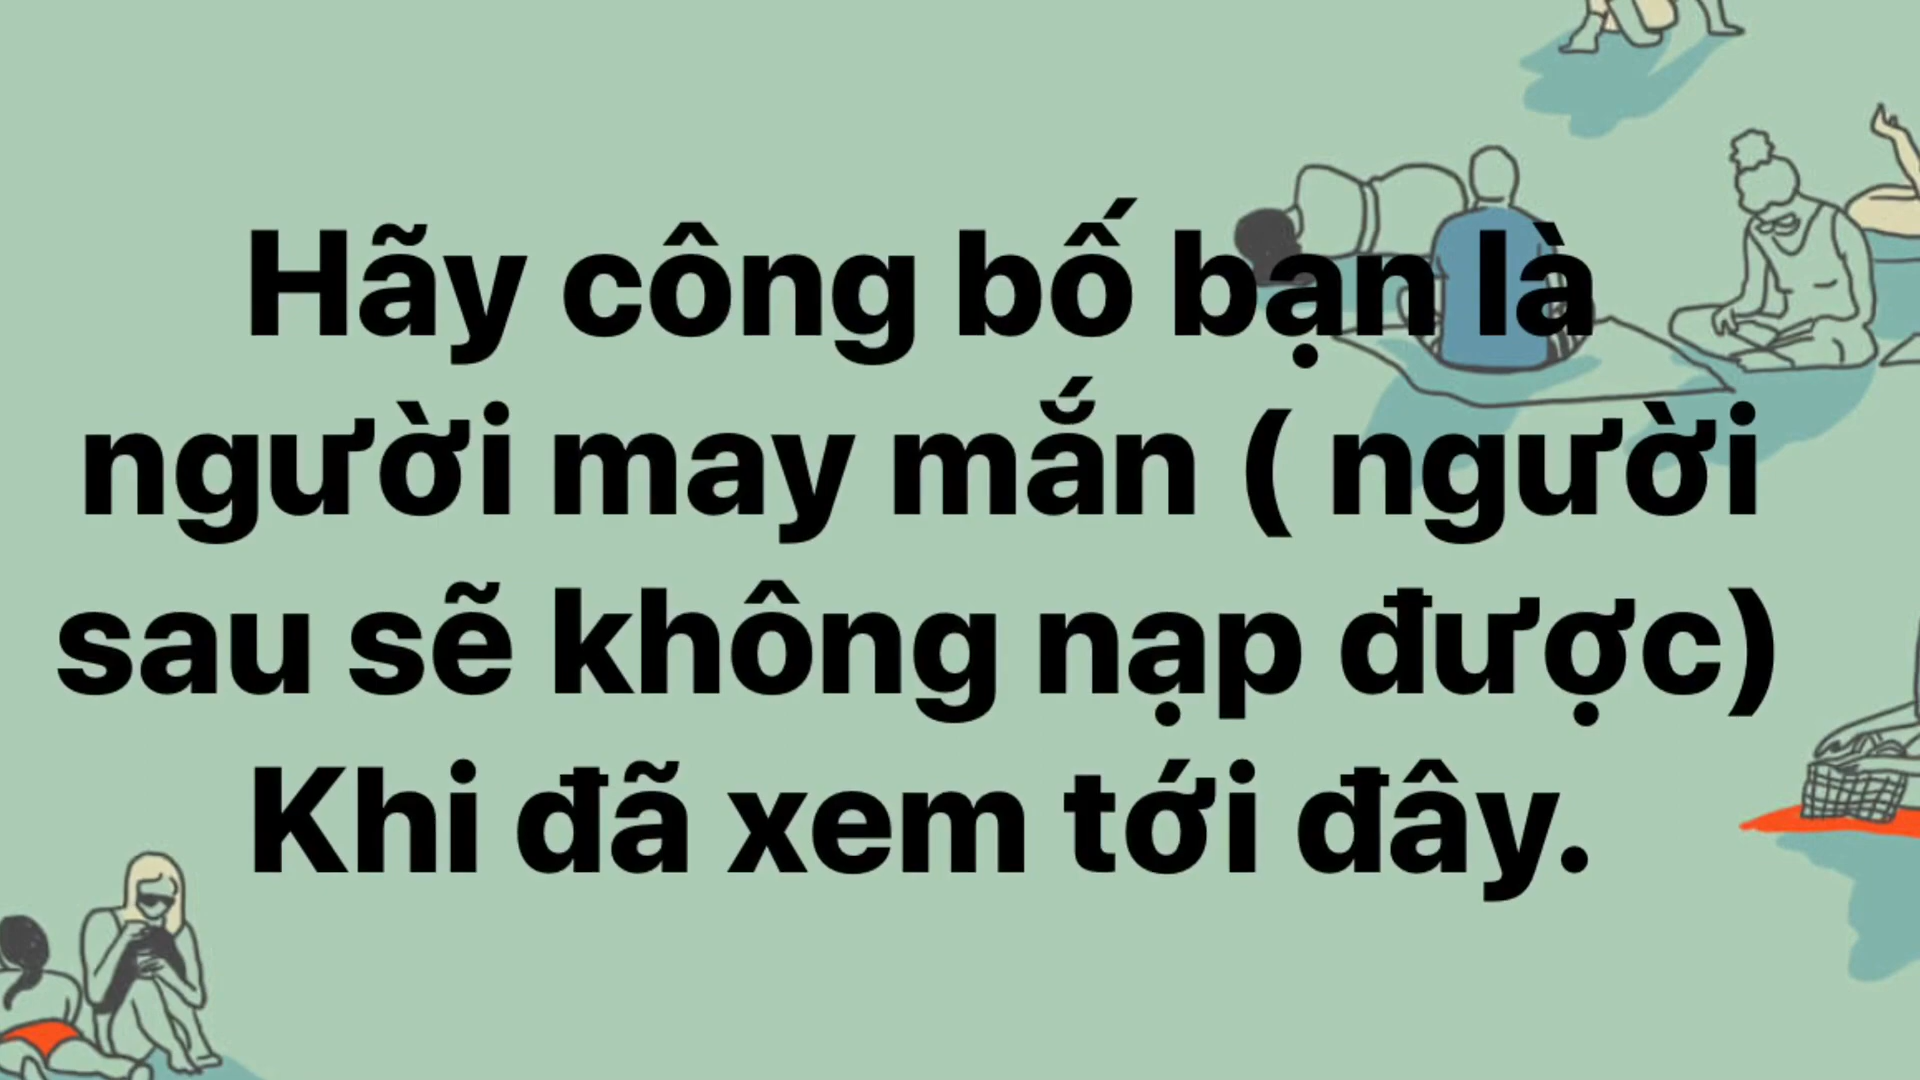 Hãy công bố bạn là
người may mắn ( người
sau sẽ không nạp được)
Khi đã xem tới đây.